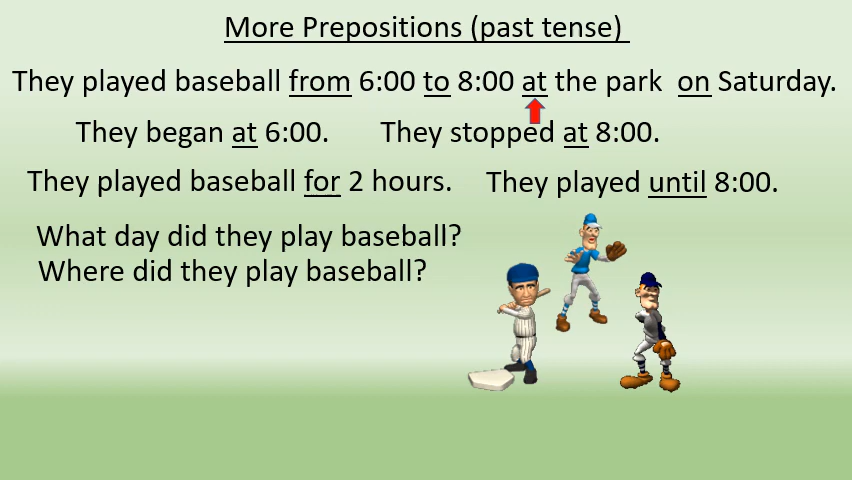 More Prepositions (past tense)
They played baseball from 6:00 to 8:00 at the park on Saturday.
They began at 6:00. They stopped at 8:00.
They played baseball for 2 hours. They played until 8:00.
What day did they play baseball?
Where did they play baseball?